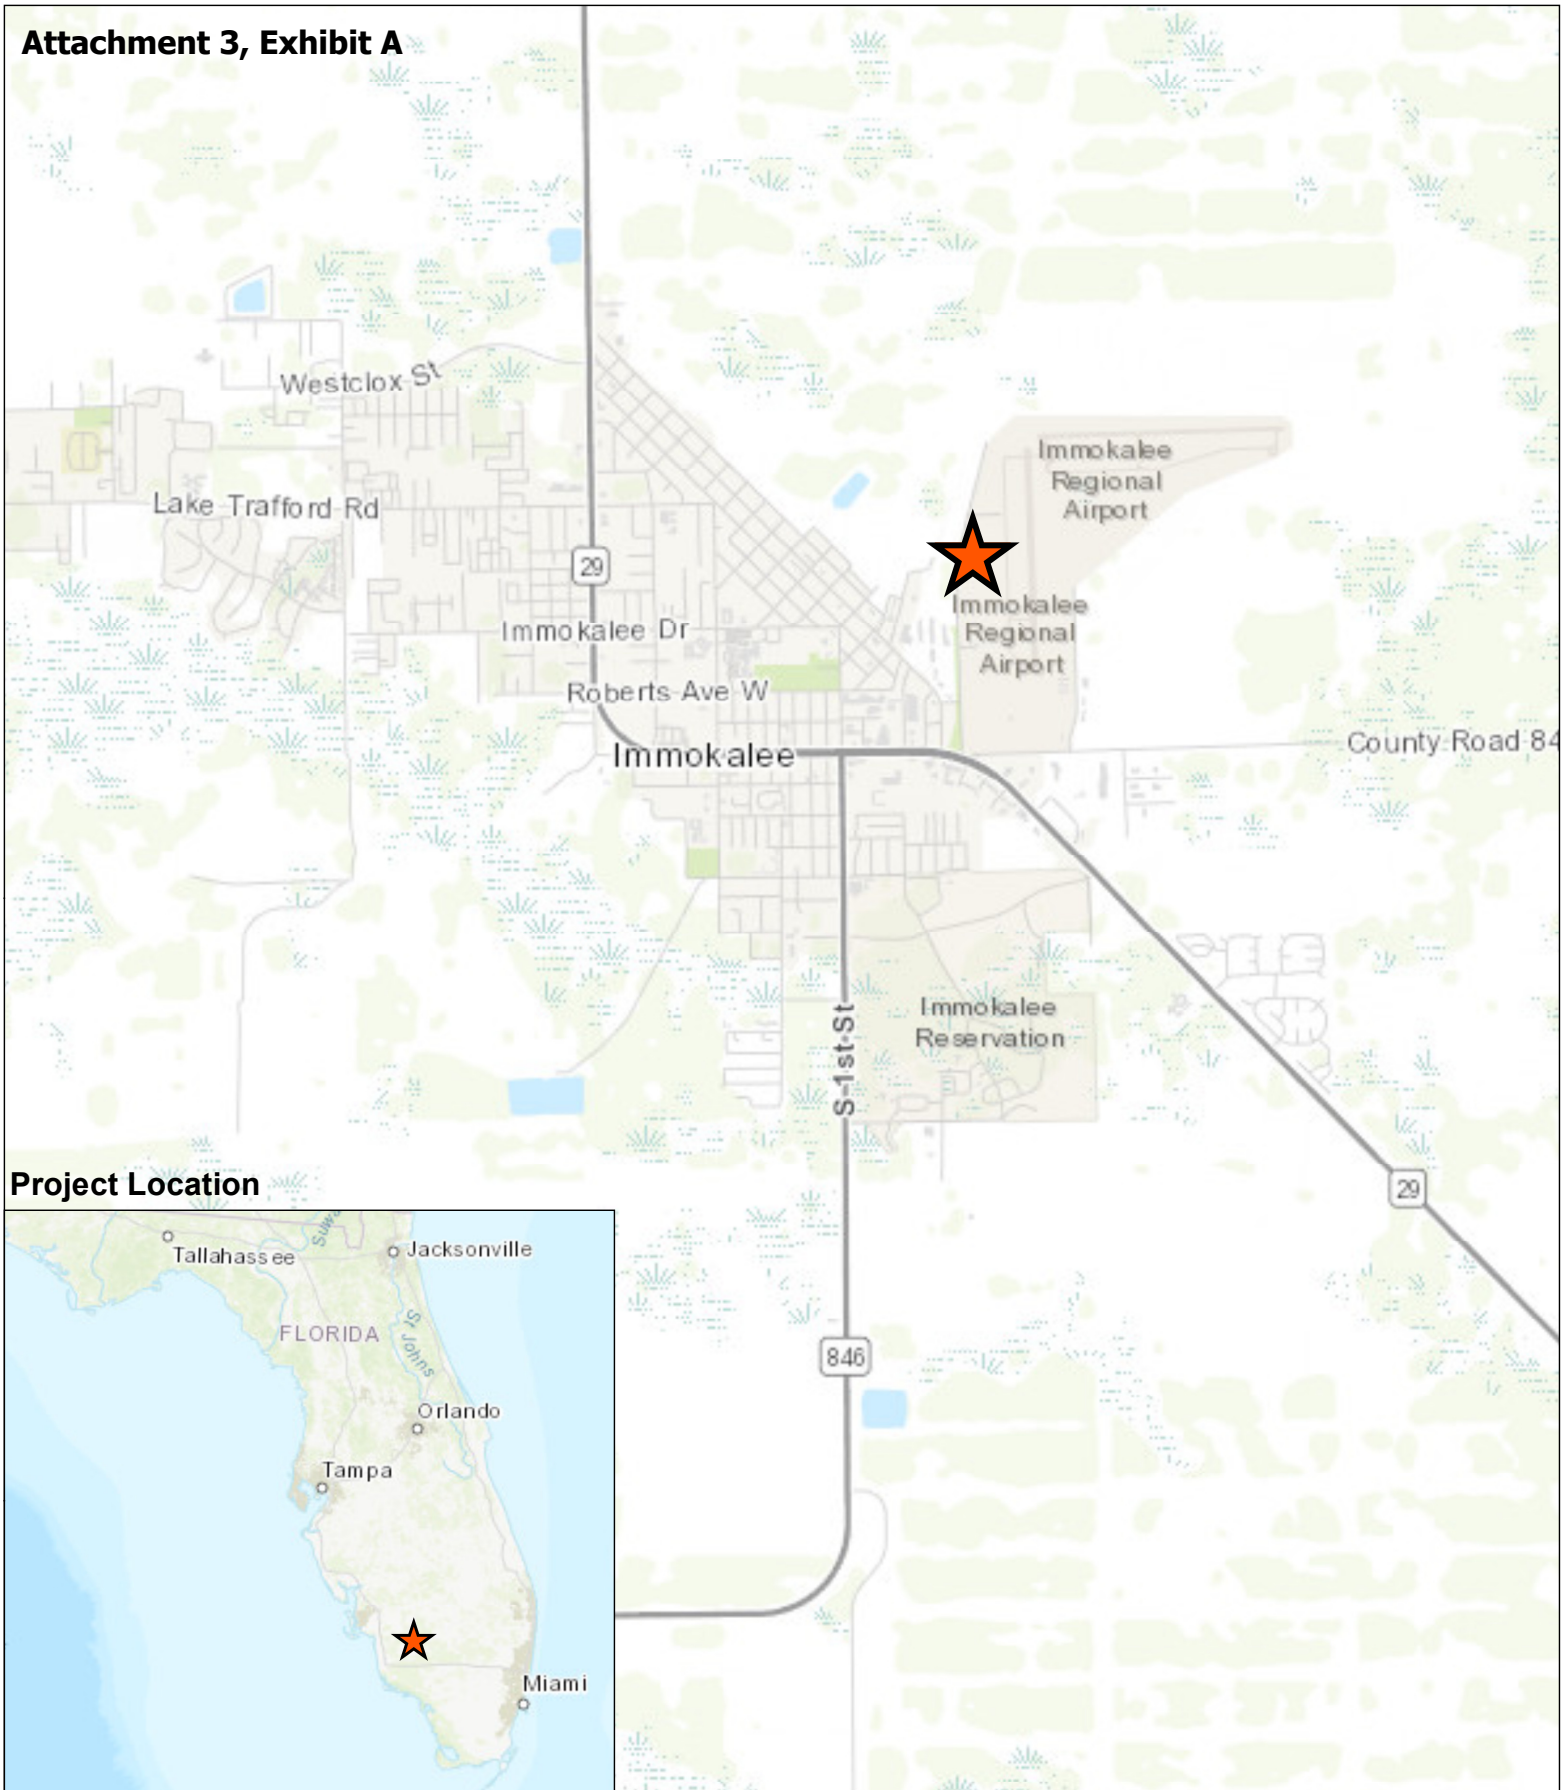 Attachment 3, Exhibit A
Westclox St
Immokalee
Regional
Airport
Lake Trafford Rd
29
Immokalee
Regional
Airport
Immokalee Dr
Roberts Ave W
Immokalee
County Road 84
Immokalee
Reservation
S 1st St
Project Location
29
Tallahassee
Jacksonville
FLORIDA
St Johns
846
Orlando
Tampa
Miami